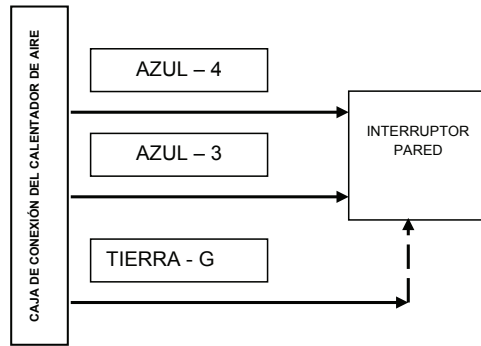 CAJA DE CONEXIÓN DEL CALENTADOR DE AIRE
AZUL – 4
AZUL – 3
TIERRA - G
INTERRUPTOR
PARED